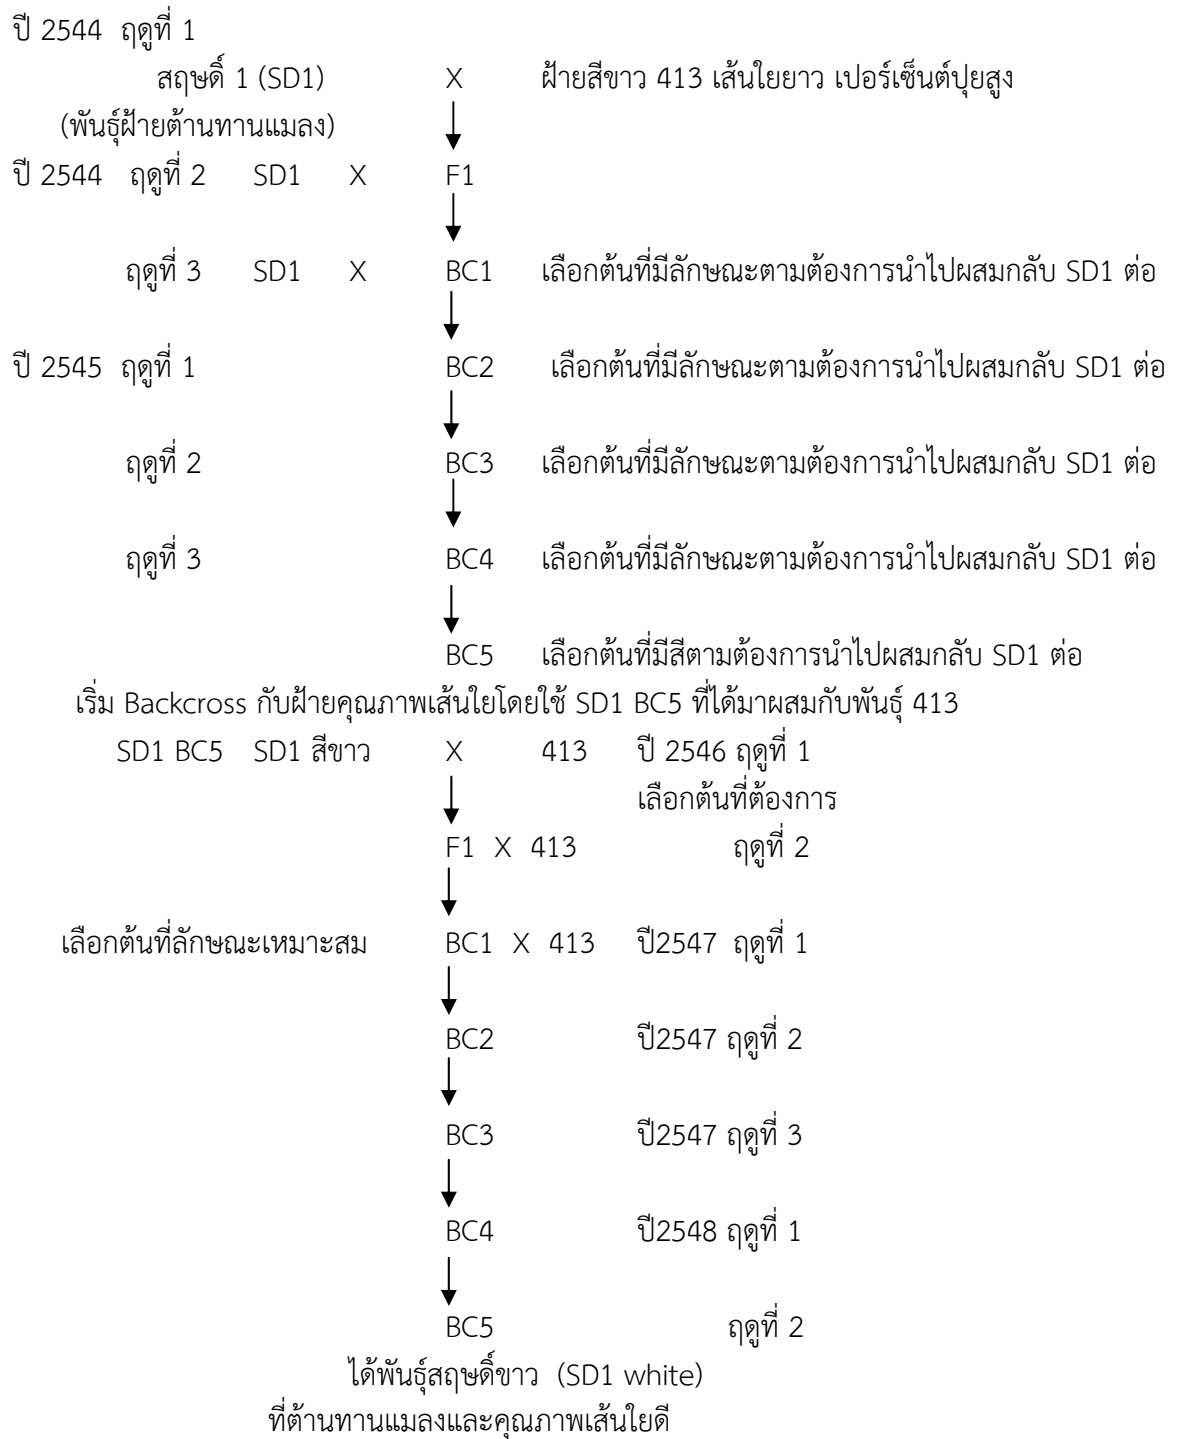 ปี 2544 ฤดูที่ 1
สฤษดิ์ 1 (SD1) X ฝ้ายสีขาว 413 เส้นใยยาว เปอร์เซ็นต์ปุยสูง
(พันธุ์ฝ้ายต้านทานแมลง)
ปี 2544 ฤดูที่ 2 SD1 X F1
ฤดูที่ 3 SD1 X BC1 เลือกต้นที่มีลักษณะตามต้องการนำไปผสมกลับ SD1 ต่อ
ปี 2545 ฤดูที่ 1 BC2 เลือกต้นที่มีลักษณะตามต้องการนำไปผสมกลับ SD1 ต่อ
ฤดูที่ 2 BC3 เลือกต้นที่มีลักษณะตามต้องการนำไปผสมกลับ SD1 ต่อ
ฤดูที่ 3 BC4 เลือกต้นที่มีลักษณะตามต้องการนำไปผสมกลับ SD1 ต่อ
BC5 เลือกต้นที่มีสีตามต้องการนำไปผสมกลับ SD1 ต่อ
เริ่ม Backcross กับฝ้ายคุณภาพเส้นใยโดยใช้ SD1 BC5 ที่ได้มาผสมกับพันธุ์ 413
SD1 BC5 SD1 สีขาว X 413 ปี 2546 ฤดูที่ 1
เลือกต้นที่ต้องการ
F1 X 413 ฤดูที่ 2
เลือกต้นที่ลักษณะเหมาะสม BC1 X 413 ปี2547 ฤดูที่ 1
BC2 ปี2547 ฤดูที่ 2
BC3 ปี2547 ฤดูที่ 3
BC4 ปี2548 ฤดูที่ 1
BC5 ฤดูที่ 2
ได้พันธุ์สฤษดิ์ขาว (SD1 white)
ที่ต้านทานแมลงและคุณภาพเส้นใยดี